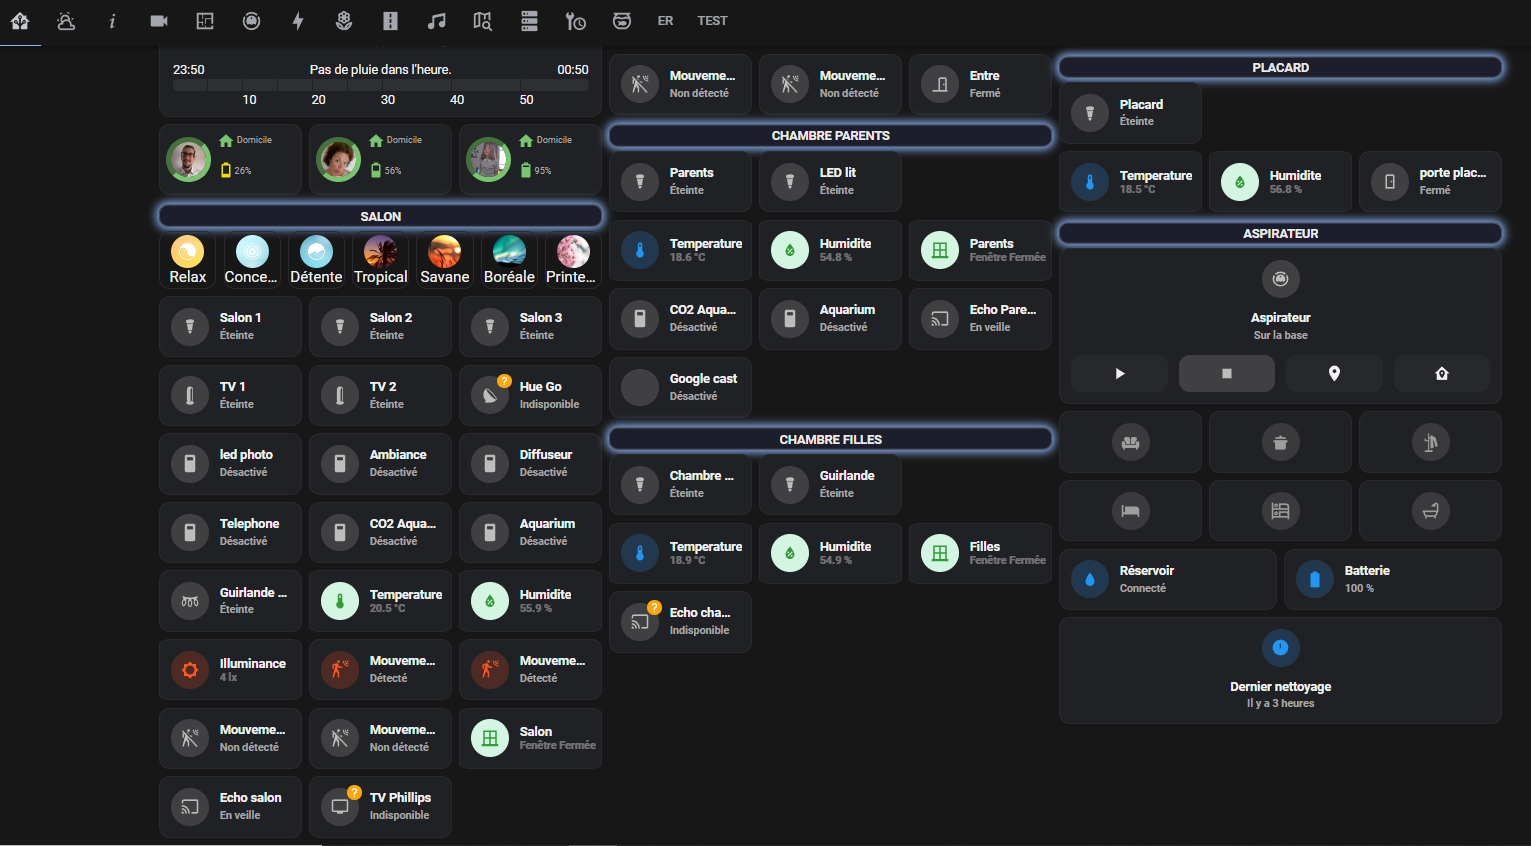 ER TEST
23:50 Pas de pluie dans l'heure. 00:50
10 20 30 40 50
Domicile
26%
Domicile
56%
Domicile
95%
SALON
Relax Conce... Détente Tropical Savane Boréale Printe...
Salon 1
Éteinte
Salon 2
Éteinte
Salon 3
Éteinte
TV 1
Éteinte
TV 2
Éteinte
?
Hue Go
Indisponible
led photo
Désactivé
Ambiance
Désactivé
Diffuseur
Désactivé
Telephone
Désactivé
CO2 Aqua...
Désactivé
Aquarium
Désactivé
Guirlande ...
Éteinte
Temperature
20.5 °C
Humidite
55.9 %
Illuminance
4 lx
Mouveme...
Détecté
Mouveme...
Détecté
Mouveme...
Non détecté
Mouveme...
Non détecté
Salon
Fenêtre Fermée
Echo salon
En veille
?
TV Phillips
Indisponible
Mouveme...
Non détecté
Mouveme...
Non détecté
Entre
Fermé
CHAMBRE PARENTS
Parents
Éteinte
LED lit
Éteinte
Temperature
18.6 °C
Humidite
54.8 %
Parents
Fenêtre Fermée
CO2 Aqua...
Désactivé
Aquarium
Désactivé
Echo Pare...
En veille
Google cast
Désactivé
CHAMBRE FILLES
Chambre ...
Éteinte
Guirlande
Éteinte
Temperature
18.9 °C
Humidite
54.9 %
Filles
Fenêtre Fermée
?
Echo cha...
Indisponible
PLACARD
Placard
Éteinte
Temperature
18.5 °C
Humidite
56.8 %
porte plac...
Fermé
ASPIRATEUR
Aspirateur
Sur la base
Réservoir
Connecté
Batterie
100 %
Dernier nettoyage
Il y a 3 heures